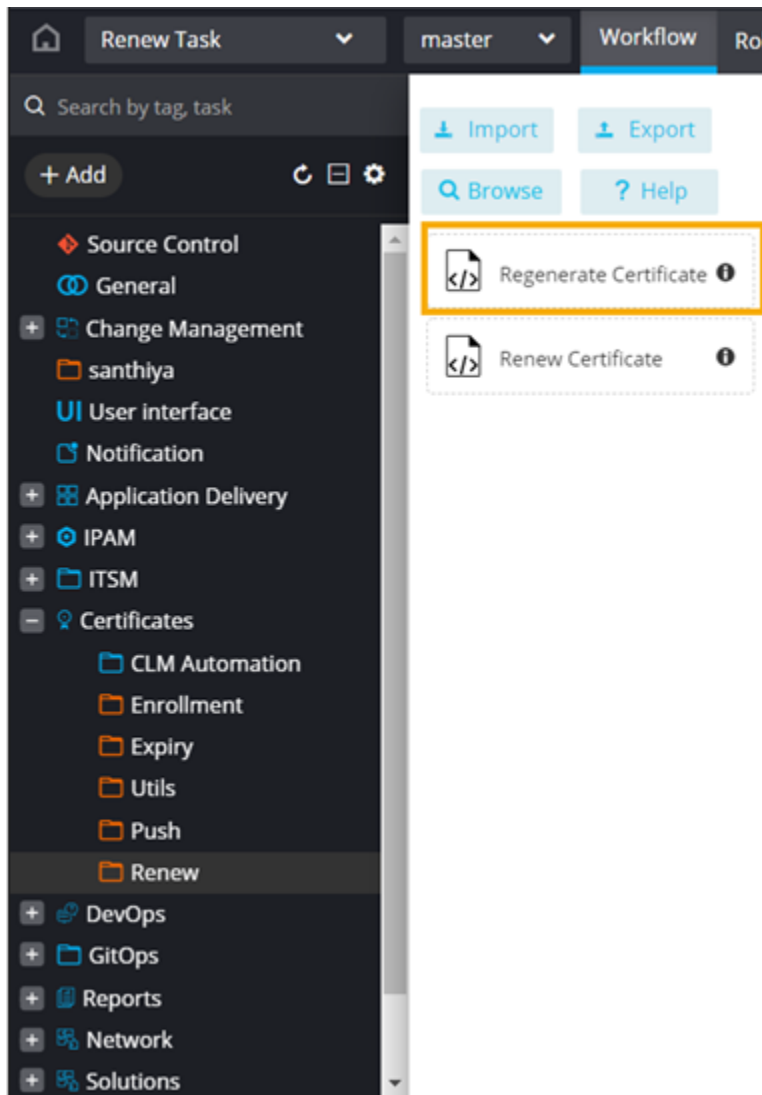 Renew Task
master
Workflow
Ro
Search by tag, task
+ Add
Import
Export
Browse
? Help
Source Control
General
Change Management
santhiya
UI User interface
Notification
Application Delivery
IPAM
ITSM
Certificates
CLM Automation
Enrollment
Expiry
Utils
Push
Renew
DevOps
GitOps
Reports
Network
Solutions
</> Regenerate Certificate
</> Renew Certificate